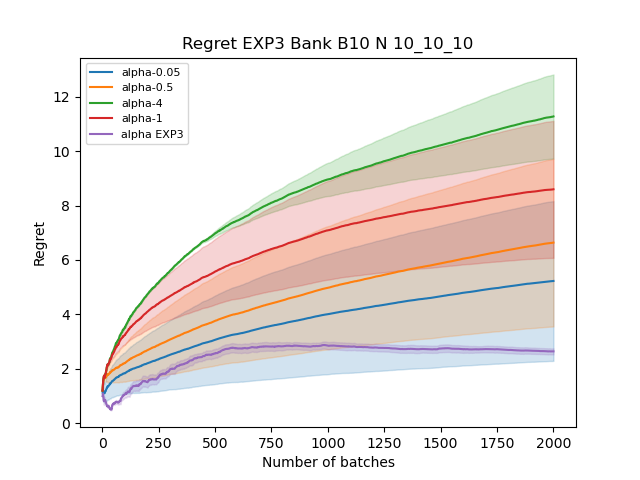 Regret EXP3 Bank B10 N 10_10_10
alpha-0.05
alpha-0.5
alpha-4
alpha-1
alpha EXP3
12
10
8
6
4
2
0
Regret
0 250 500 750 1000 1250 1500 1750 2000
Number of batches